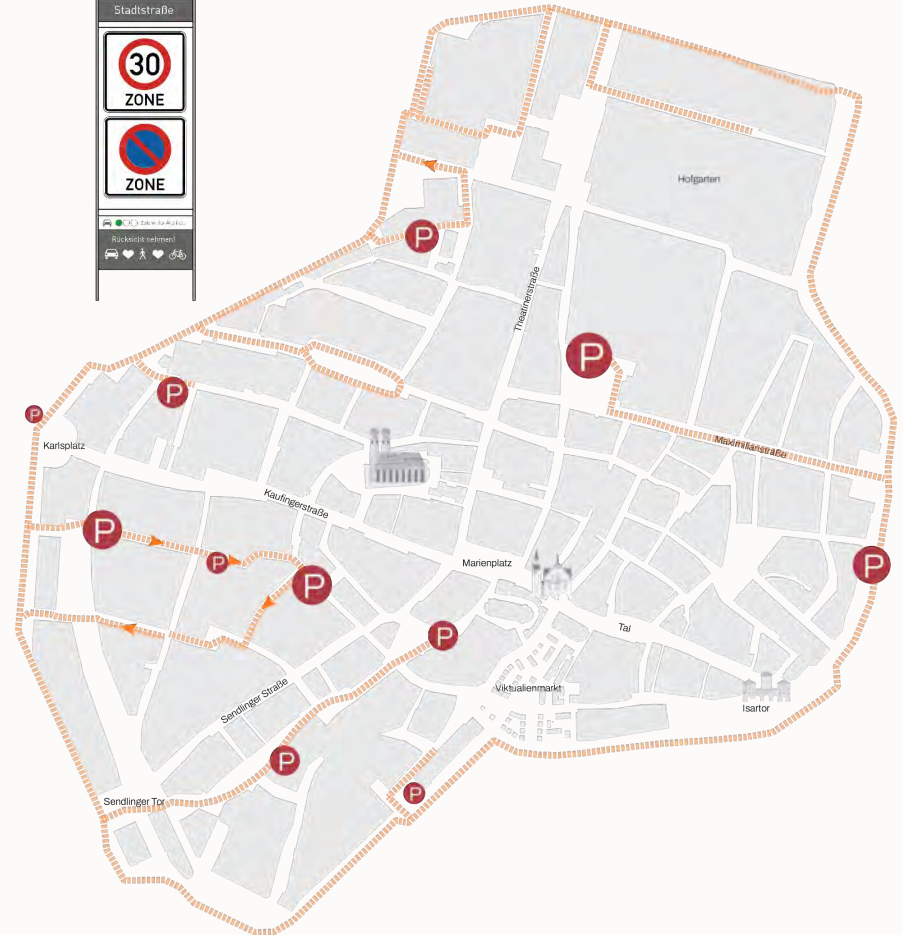 Stadtstraße
30
ZONE
ZONE
Rücksicht nehmen!
Hofgarten
P
Theatinerstraße
P
P
P
Karlsplatz
Maximilianstraße
Kaufingerstraße
P
P
Marienplatz
P
P
Tal
P
Viktualienmarkt
Sendlinger Straße
Isartor
P
P
Sendlinger Tor